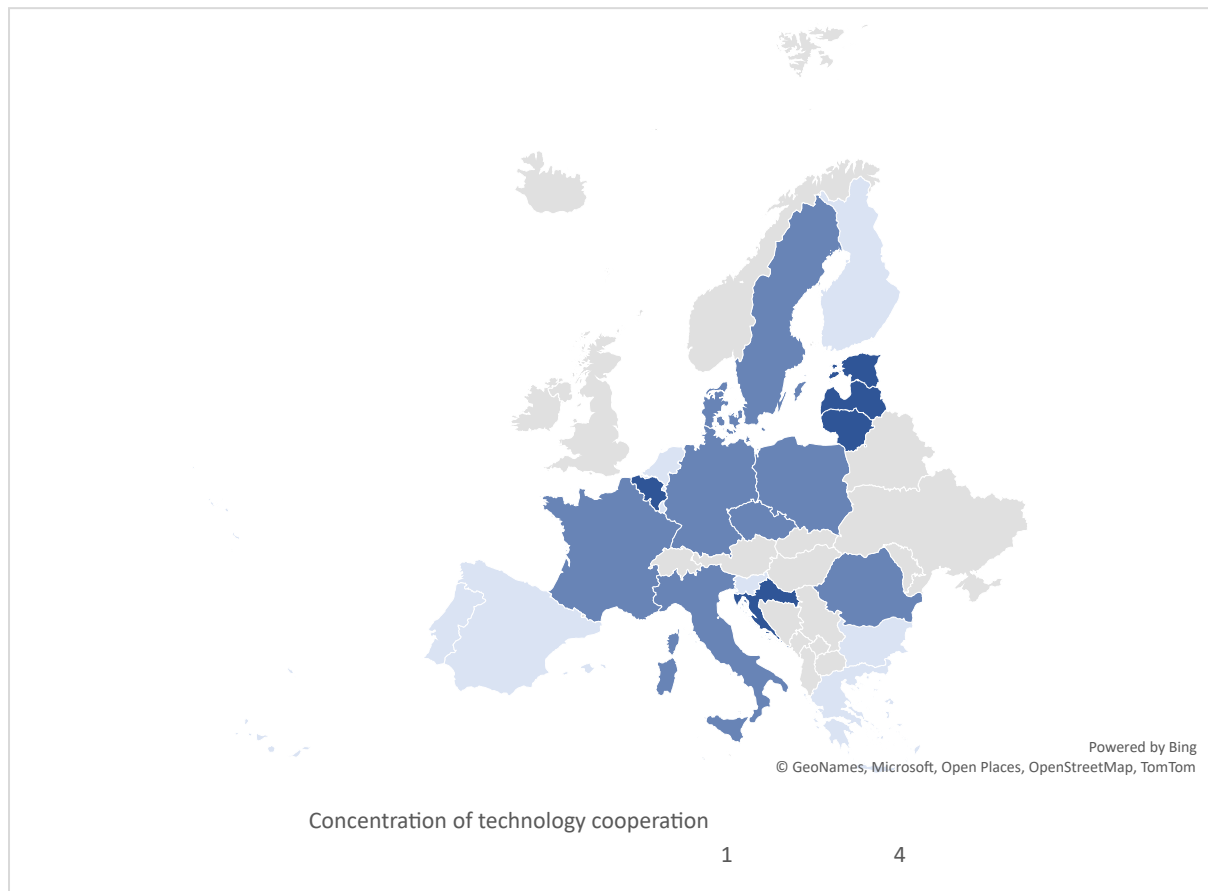 Powered by Bing
© GeoNames, Microsoft, Open Places, OpenStreetMap, TomTom
Concentration of technology cooperation
1 4